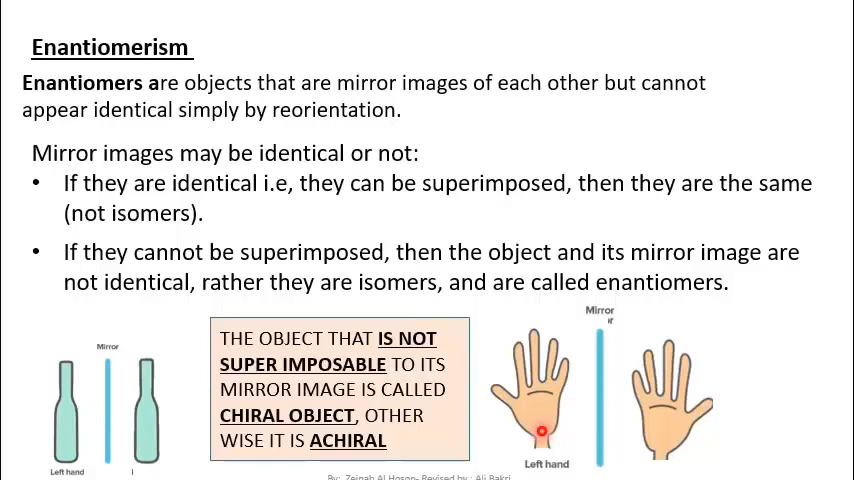 Enantiomerism
Enantiomers are objects that are mirror images of each other but cannot
appear identical simply by reorientation.
Mirror images may be identical or not:
• If they are identical i.e, they can be superimposed, then they are the same
(not isomers).
• If they cannot be superimposed, then the object and its mirror image are
not identical, rather they are isomers, and are called enantiomers.
Mirror
Left hand
THE OBJECT THAT IS NOT
SUPER IMPOSABLE TO ITS
MIRROR IMAGE IS CALLED
CHIRAL OBJECT, OTHER
WISE IT IS ACHIRAL
Mirror
Left hand
By: Zeinab Al Hoson- Revised by : Ali Bakri